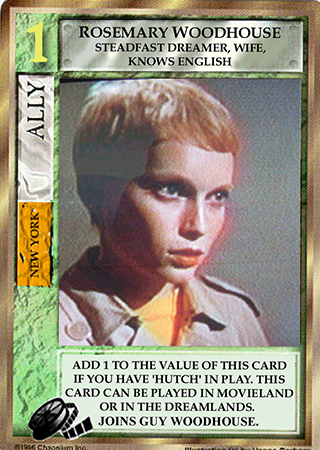 1
ROSEMARY WOODHOUSE
STEADFAST DREAMER, WIFE,
KNOWS ENGLISH
ALLY
NEW YORK
ADD 1 TO THE VALUE OF THIS CARD
IF YOU HAVE 'HUTCH' IN PLAY. THIS
CARD CAN BE PLAYED IN MOVIELAND
OR IN THE DREAMLANDS.
JOINS GUY WOODHOUSE.
©1996 Chaosium Inc.